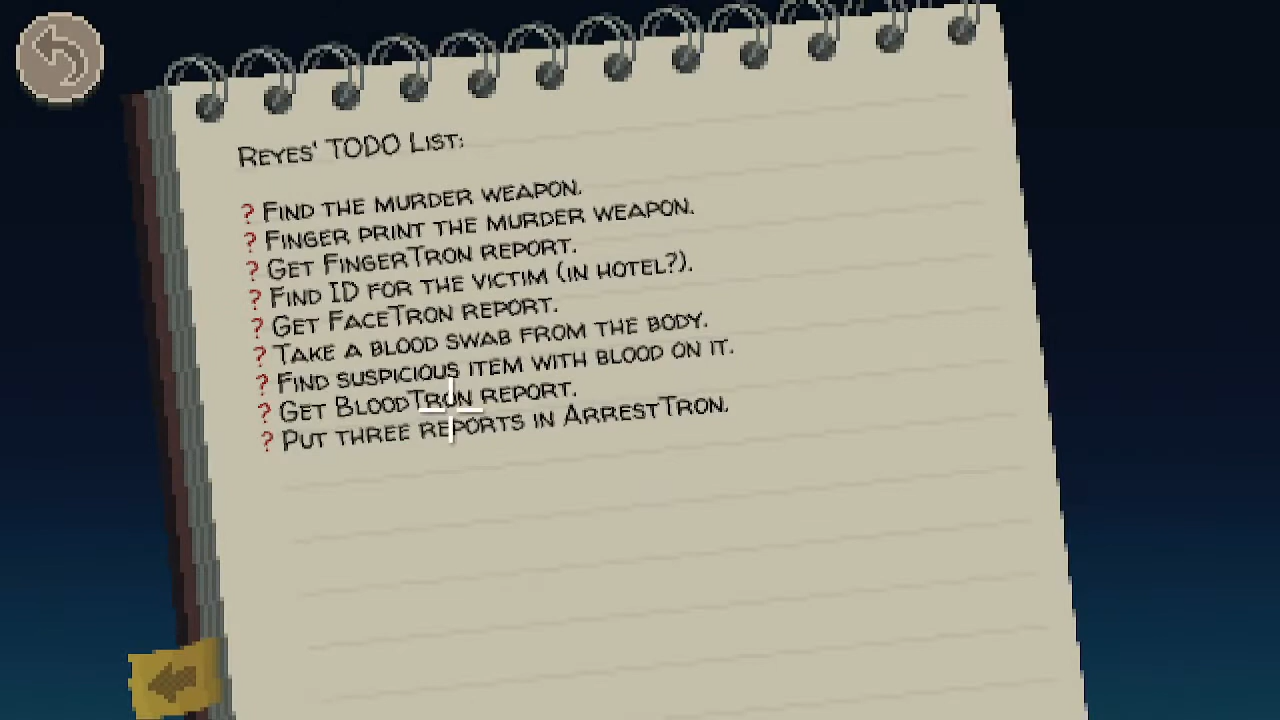 Reyes' TODO List:
? Find the murder weapon.
? Finger print the murder weapon.
? Get FingerTron report.
? Find ID for the victim (in hotel?).
? Get FaceTron report.
? Take a blood swab from the body.
? Find suspicious item with blood on it.
? Get BloodTron report.
? Put three reports in ArrestTron.